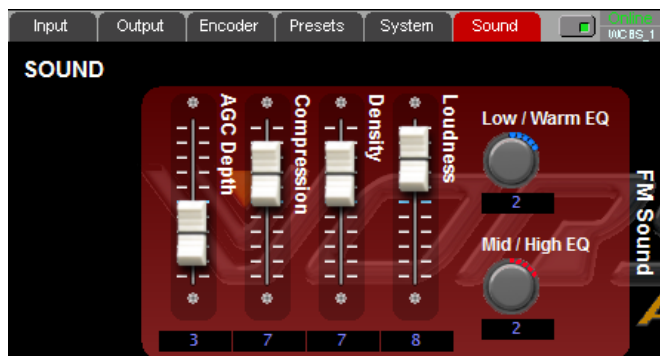 Input Output Encoder Presets System Sound Online
WCBS_1
SOUND
AGC Depth
Compression
Density
Loudness
Low / Warm EQ
2
Mid / High EQ
2
FM Sound
3 7 7 8